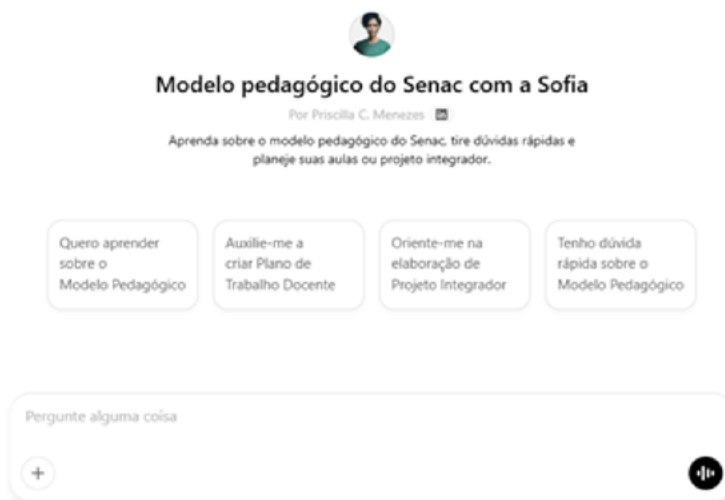 Modelo pedagógico do Senac com a Sofia
Por Priscilla C. Menezes in
Aprenda sobre o modelo pedagógico do Senac, tire dúvidas rápidas e
planeje suas aulas ou projeto integrador.
Quero aprender
sobre o
Modelo Pedagógico
Auxilie-me a
criar Plano de
Trabalho Docente
Oriente-me na
elaboração de
Projeto Integrador
Tenho dúvida
rápida sobre o
Modelo Pedagógico
Pergunte alguma coisa